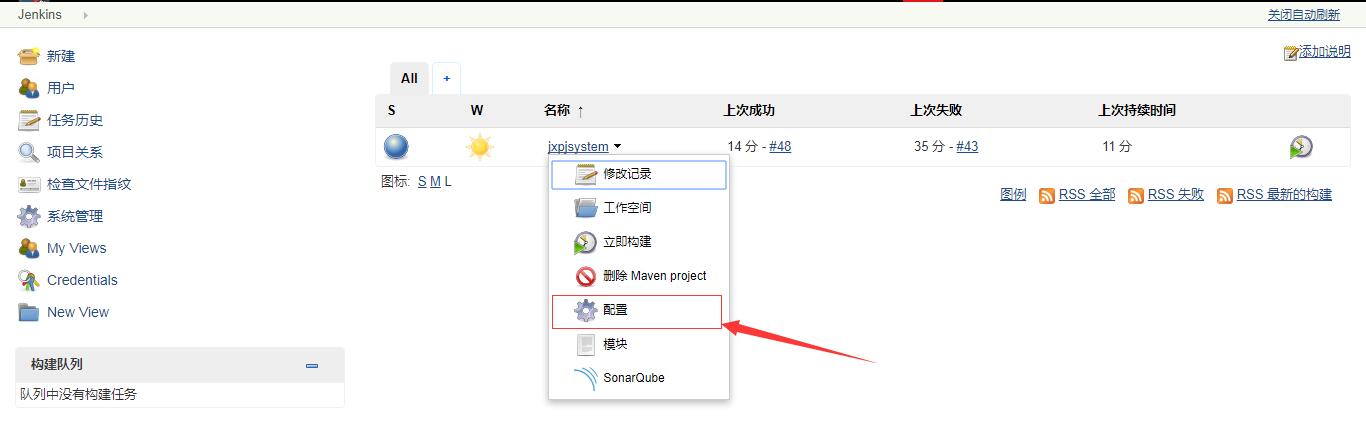 Jenkins
关闭自动刷新
新建
用户
任务历史
项目关系
检查文件指纹
系统管理
My Views
Credentials
New View
构建队列
队列中没有构建任务
添加说明
All +
S W 名称 ↑ 上次成功 上次失败 上次持续时间
jxpjsystem 14 分 - #48 35 分 - #43 11 分
图标: S M L
修改记录
工作空间
立即构建
删除 Maven project
配置
模块
SonarQube
图例 RSS 全部 RSS 失败 RSS 最新的构建